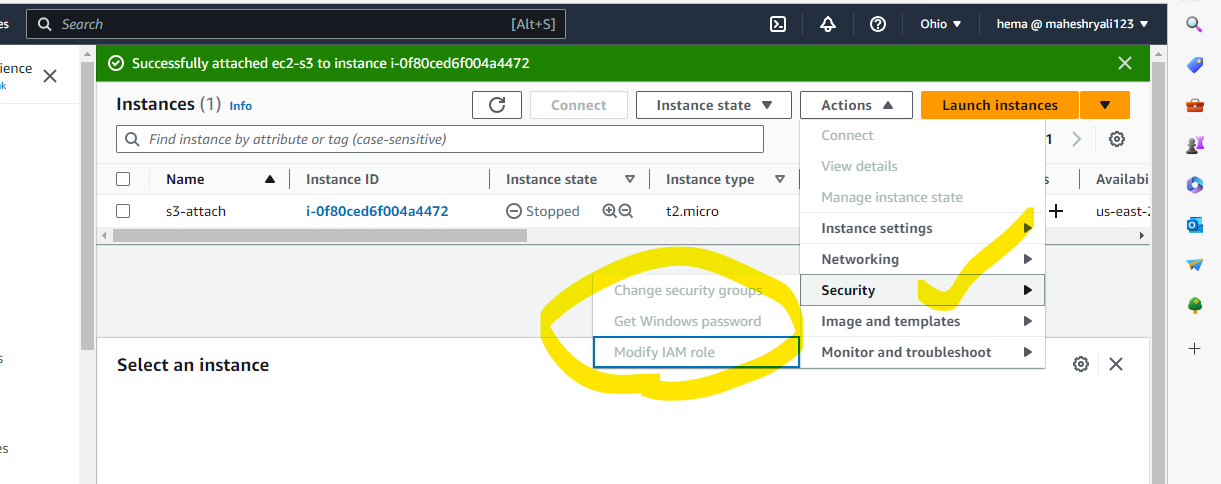 es Search [Alt+S] Ohio hema @ maheshryali123
ience
nk
Successfully attached ec2-s3 to instance i-0f80ced6f004a4472
Instances (1) Info Connect Instance state Actions Launch instances
Find instance by attribute or tag (case-sensitive) 1
Connect
View details
Name Instance ID Instance state Instance type Manage instance state s Availabi
s3-attach i-0f80ced6f004a4472 Stopped t2.micro us-east-2
Instance settings
Networking
Change security groups Security
Get Windows password Image and templates
Modify IAM role Monitor and troubleshoot
s
Select an instance
es